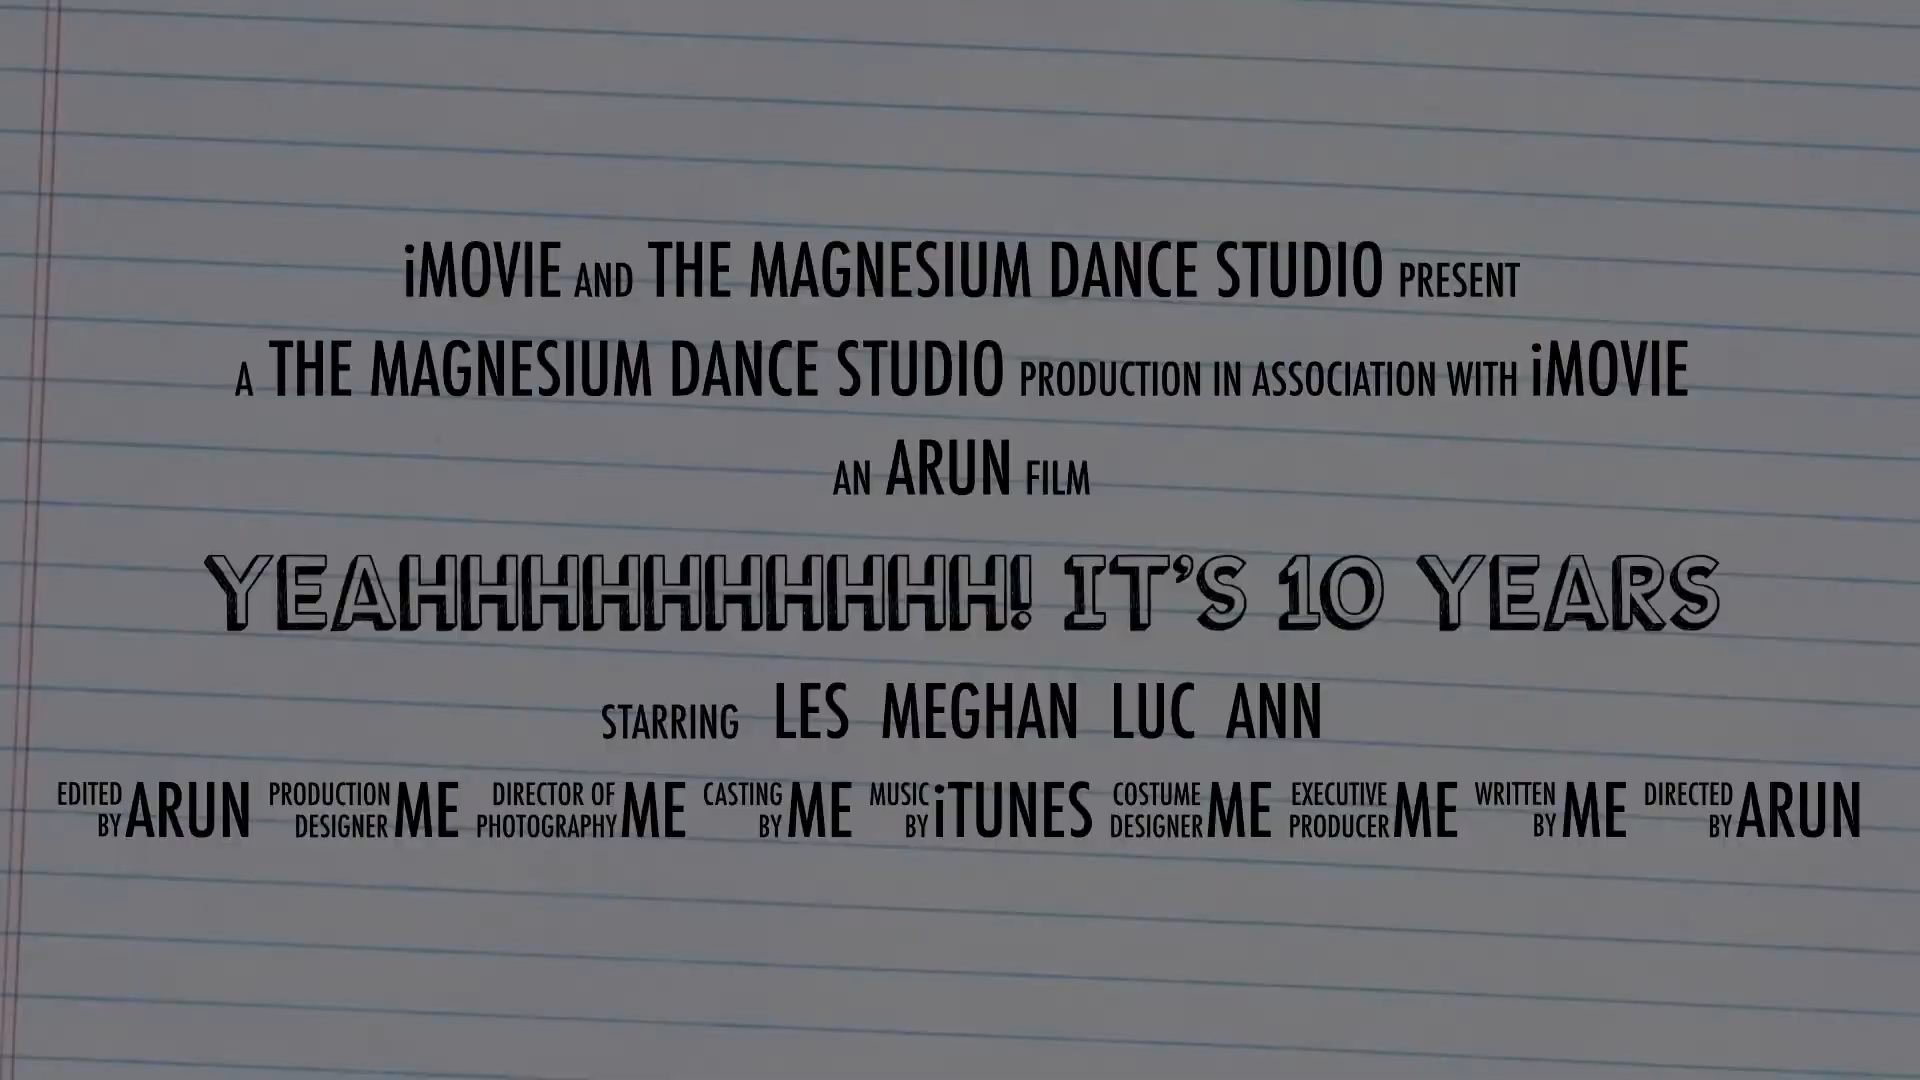 iMOVIE AND THE MAGNESIUM DANCE STUDIO PRESENT
A THE MAGNESIUM DANCE STUDIO PRODUCTION IN ASSOCIATION WITH iMOVIE
AN ARUN FILM
YEAHHHHHHHHHH! IT'S 10 YEARS
STARRING LES MEGHAN LUC ANN
EDITED BY ARUN PRODUCTION DESIGNER ME DIRECTOR OF PHOTOGRAPHY ME CASTING BY ME MUSIC BY iTUNES COSTUME DESIGNER ME EXECUTIVE PRODUCER ME WRITTEN BY ME DIRECTED BY ARUN